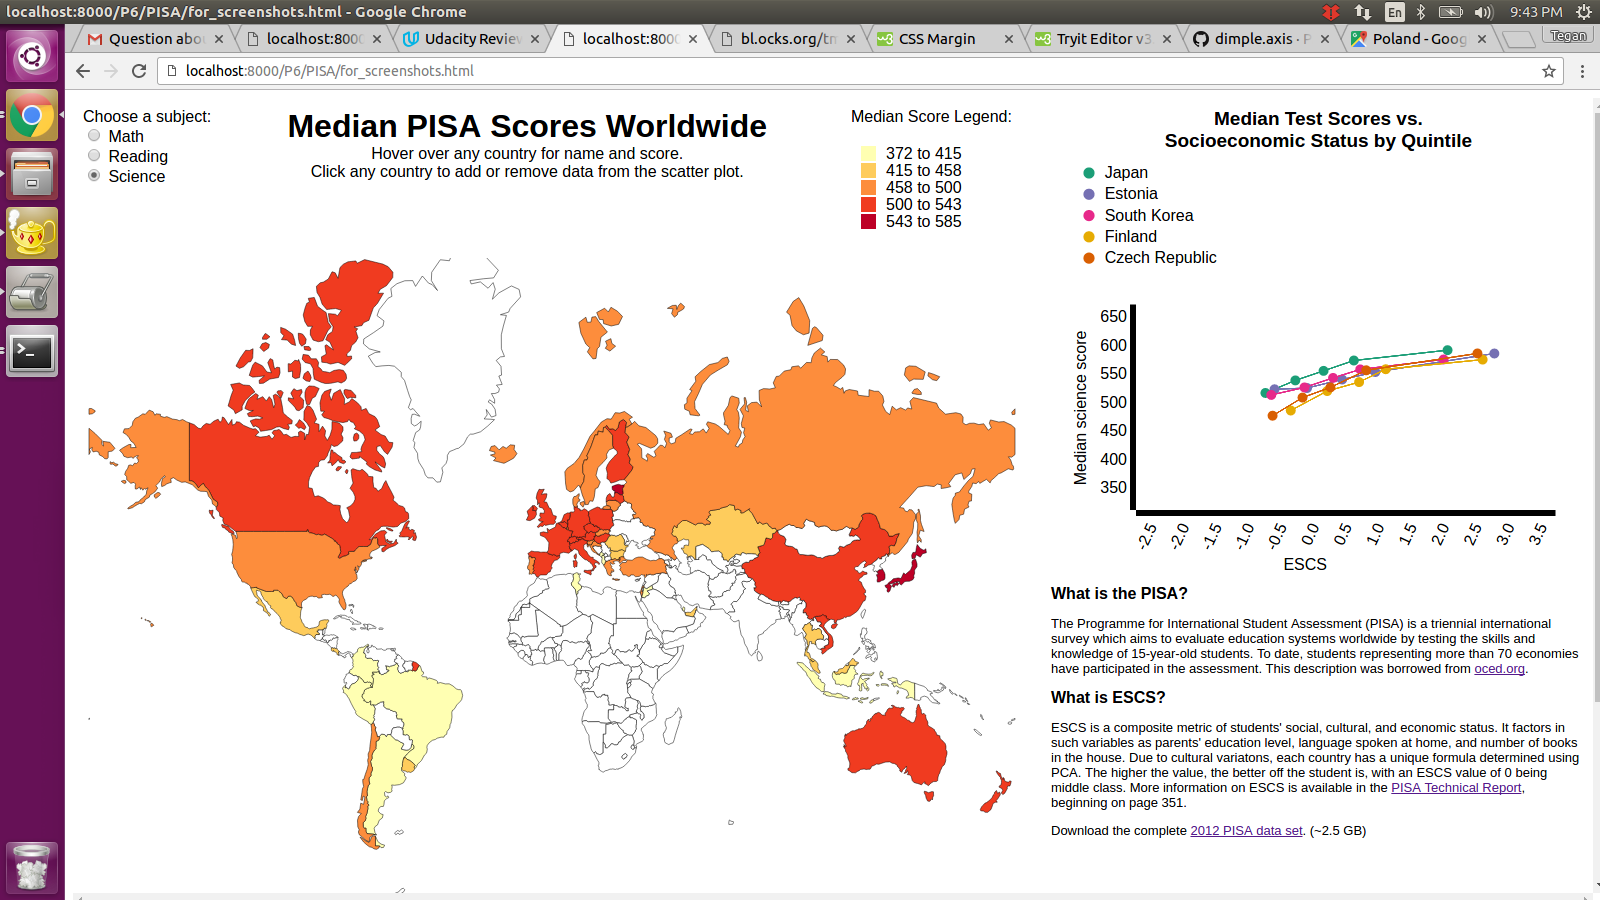 localhost:8000/P6/PISA/for_screenshots.html - Google Chrome
En
9:43 PM
Question abou
localhost:8000
Udacity Review
localhost:8000
bl.ocks.org/tm
CSS Margin
Tryit Editor v3.
dimple.axis · P
Poland - Goog
Tegan
localhost:8000/P6/PISA/for_screenshots.html
Choose a subject:
Math
Reading
Science
Median PISA Scores Worldwide
Hover over any country for name and score.
Click any country to add or remove data from the scatter plot.
Median Score Legend:
372 to 415
415 to 458
458 to 500
500 to 543
543 to 585
Median Test Scores vs.
Socioeconomic Status by Quintile
Japan
Estonia
South Korea
Finland
Czech Republic
Median science score
650
600
550
500
450
400
350
-2.5
-2.0
-1.5
-1.0
-0.5
0.0
0.5
1.0
1.5
2.0
2.5
3.0
3.5
ESCS
What is the PISA?
The Programme for International Student Assessment (PISA) is a triennial international
survey which aims to evaluate education systems worldwide by testing the skills and
knowledge of 15-year-old students. To date, students representing more than 70 economies
have participated in the assessment. This description was borrowed from oced.org.
What is ESCS?
ESCS is a composite metric of students' social, cultural, and economic status. It factors in
such variables as parents' education level, language spoken at home, and number of books
in the house. Due to cultural variatons, each country has a unique formula determined using
PCA. The higher the value, the better off the student is, with an ESCS value of 0 being
middle class. More information on ESCS is available in the PISA Technical Report,
beginning on page 351.
Download the complete 2012 PISA data set. (~2.5 GB)